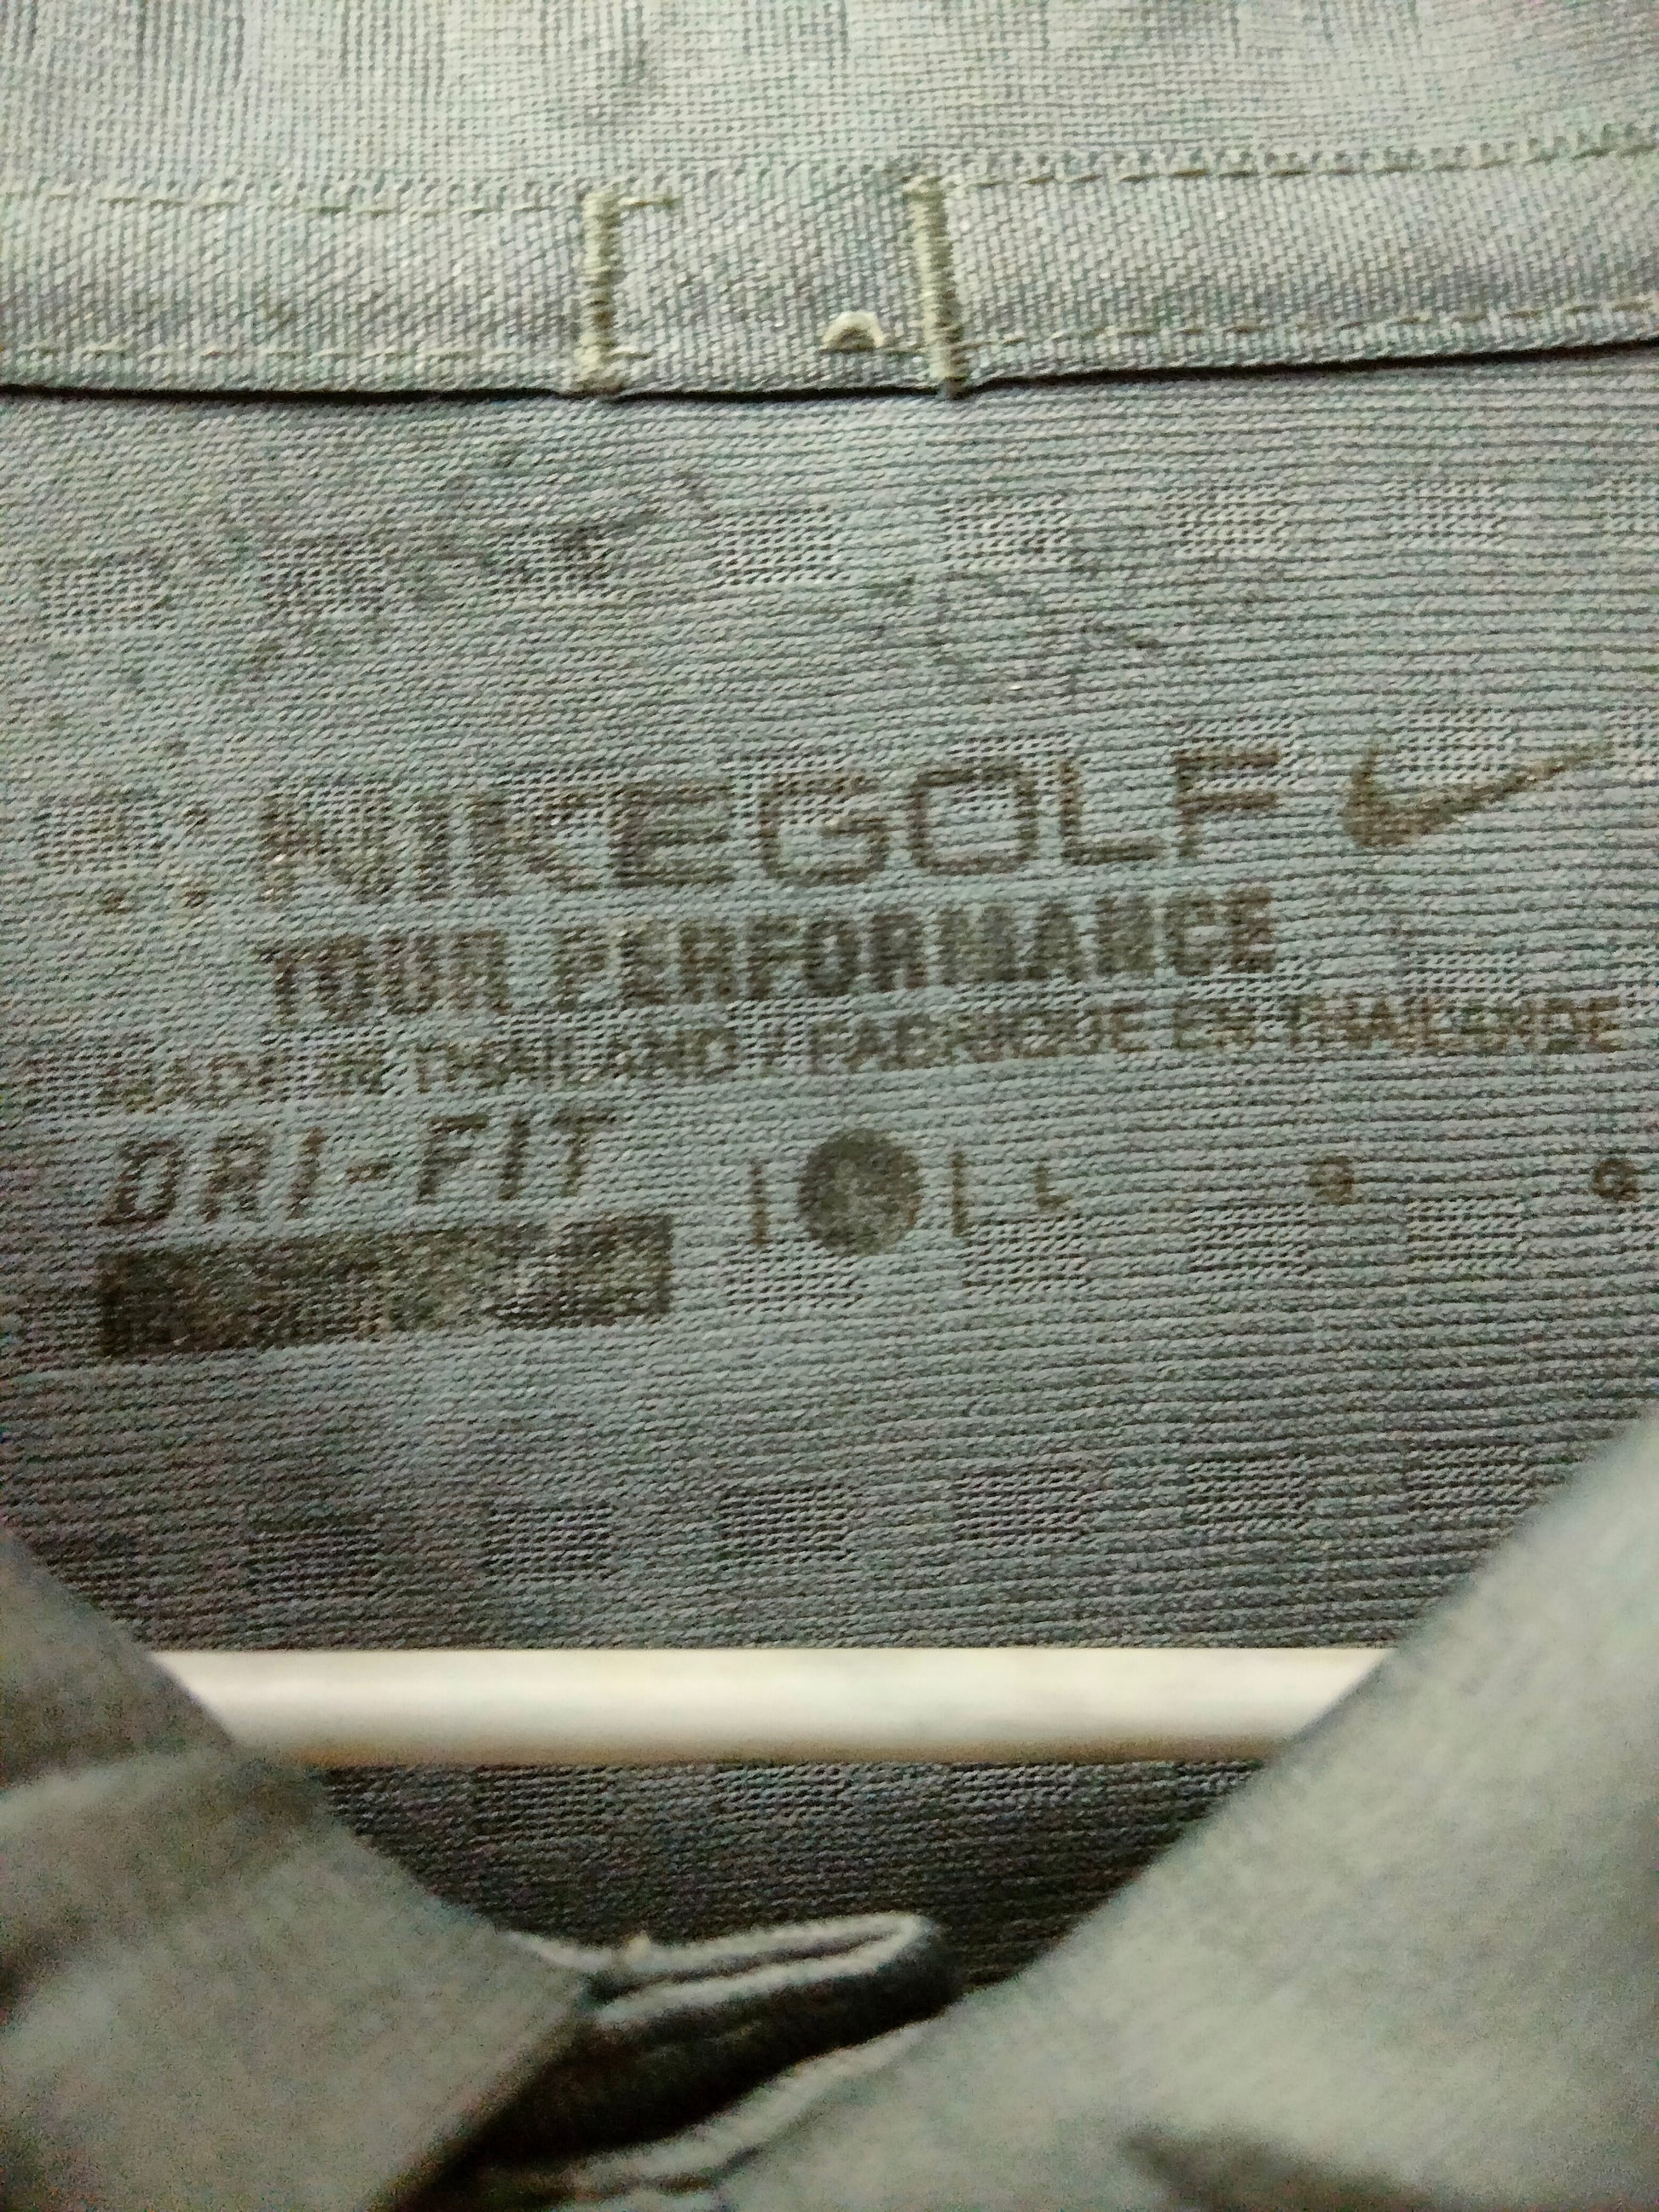 NIKEGOLF
TOUR PERFORMANCE
MADE IN THAILAND / FABRIQUE EN THAILANDE
DRI-FIT L G G